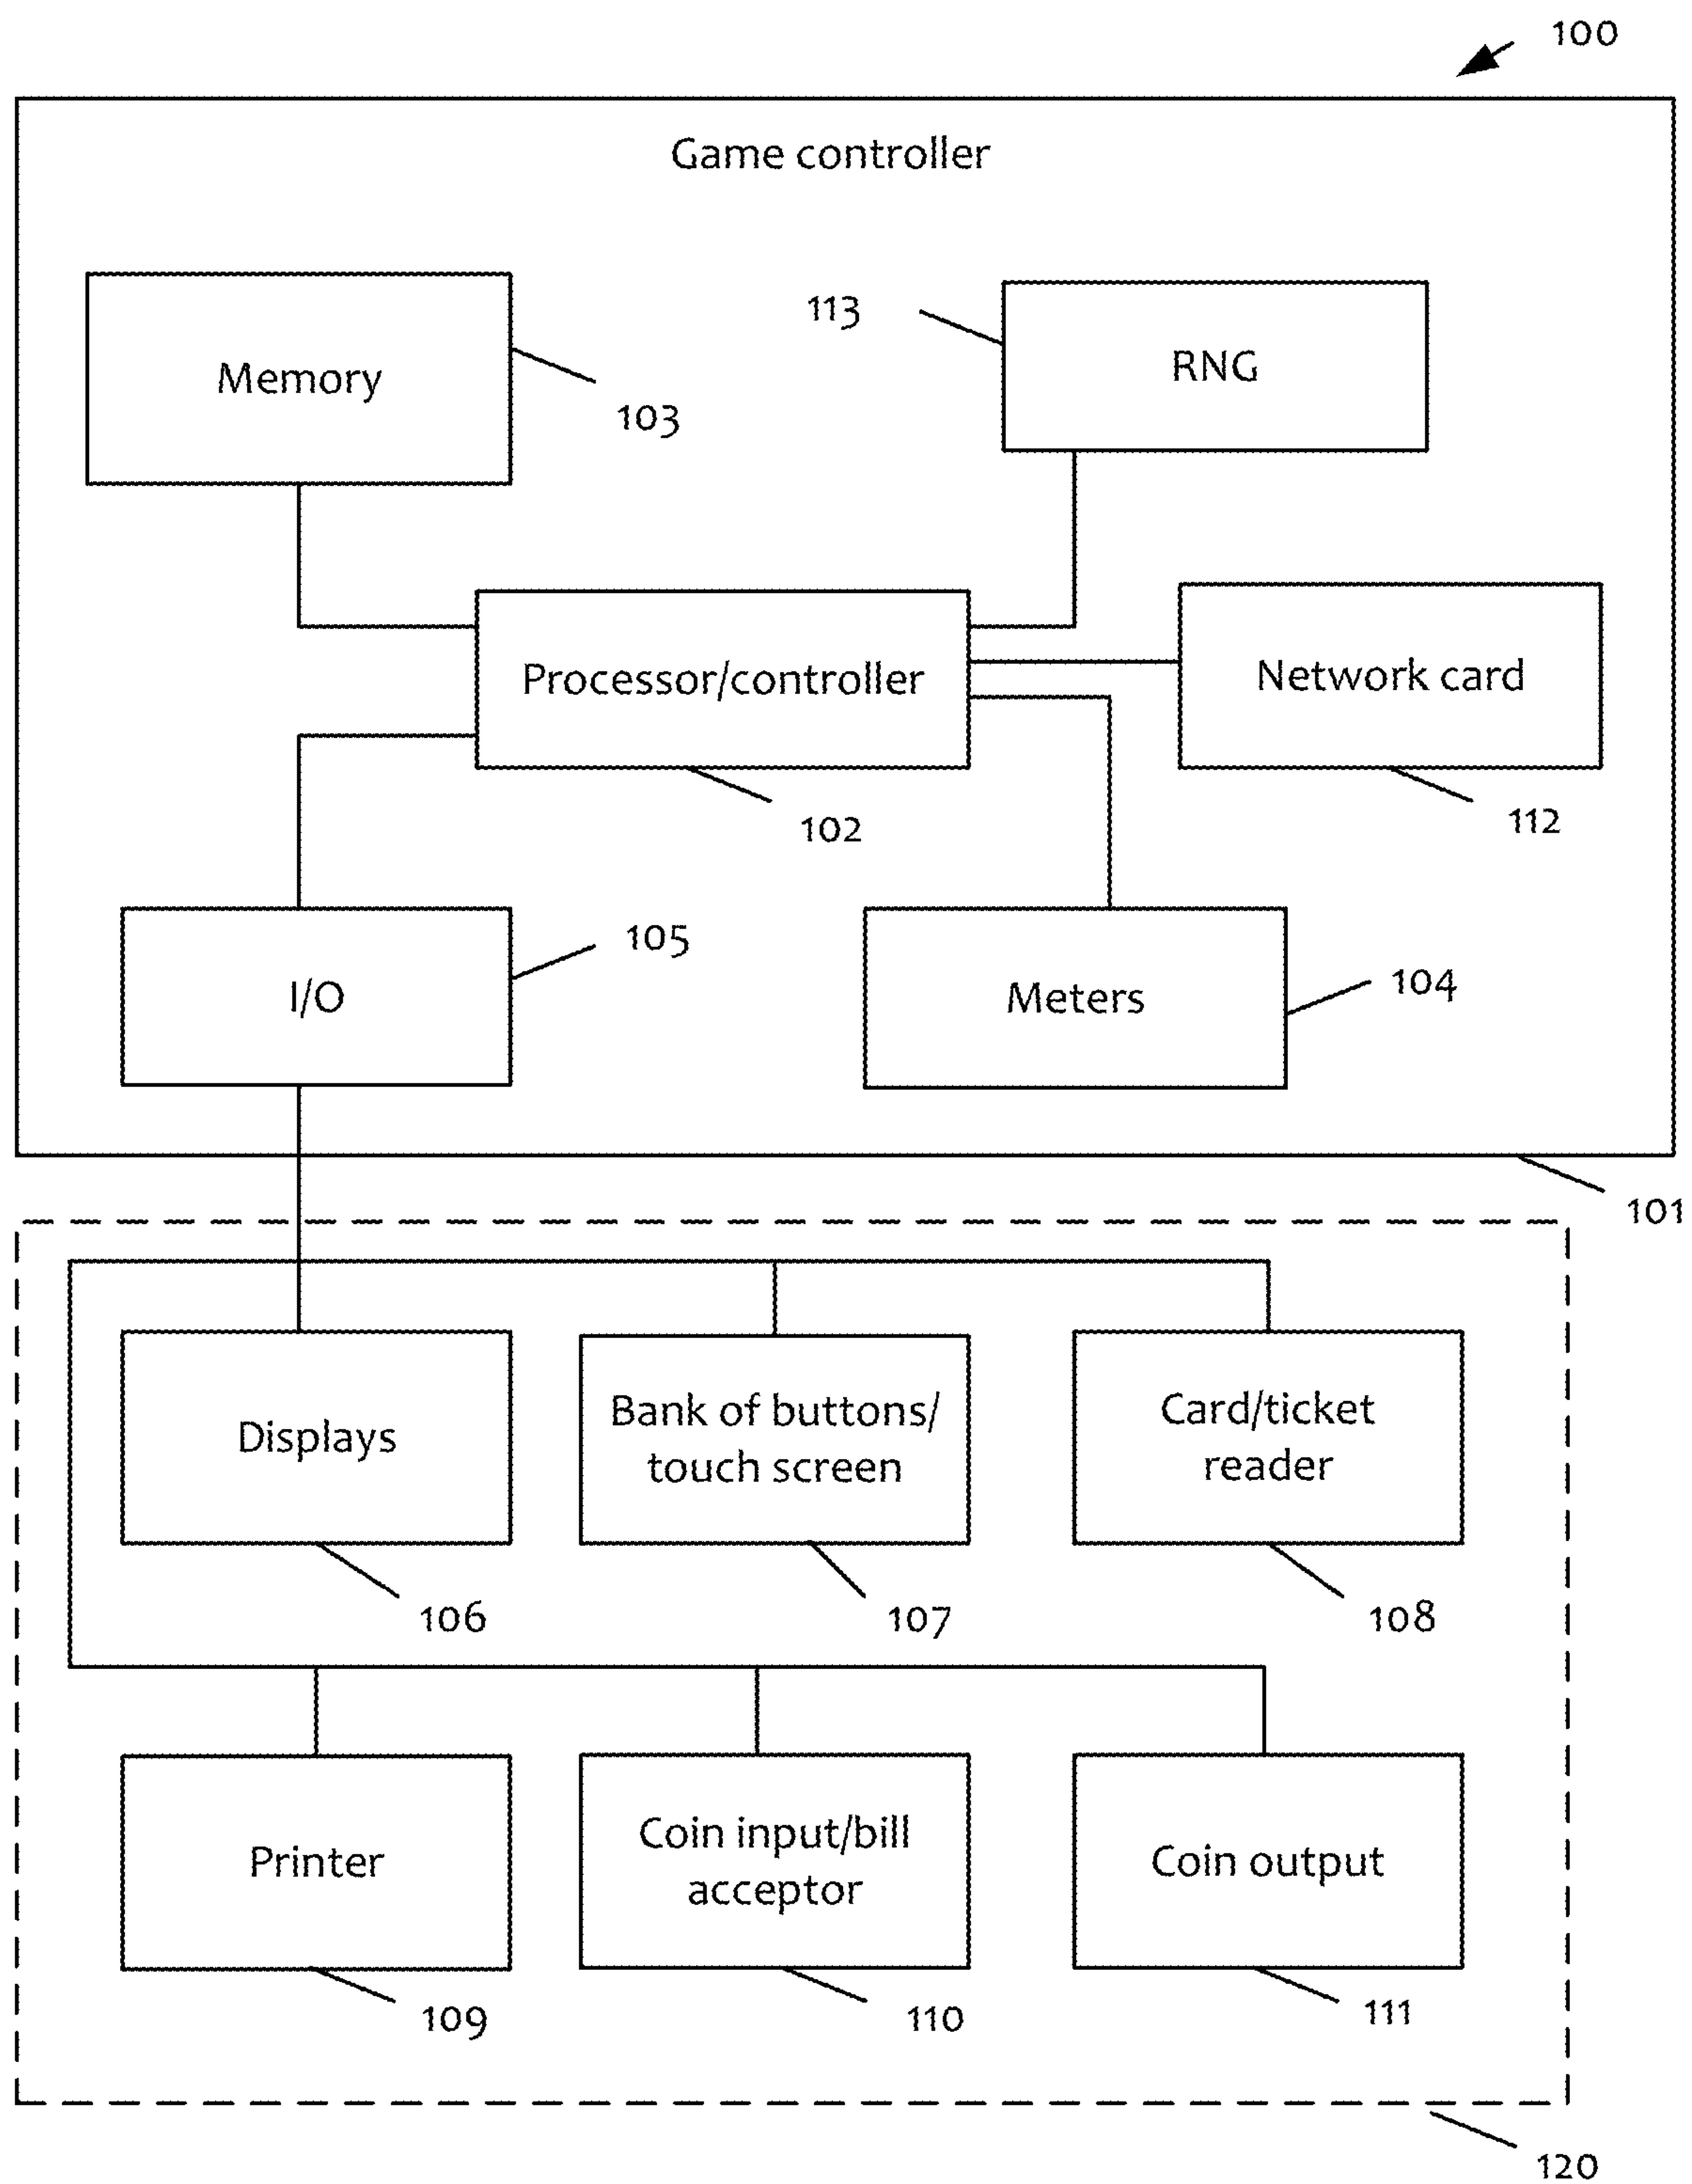 100
Game controller
Memory
103
113
RNG
Processor/controller
102
Network card
112
I/O
105
Meters
104
101
Displays
106
Bank of buttons/
touch screen
107
Card/ticket
reader
108
Printer
109
Coin input/bill
acceptor
110
Coin output
111
120